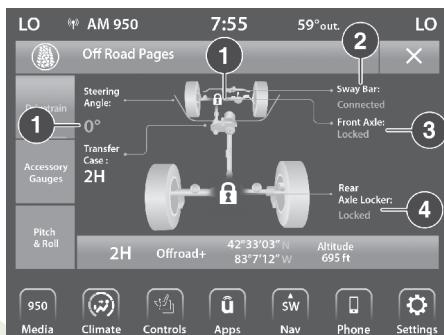 LO AM 950 7:55 59°out. LO
Off Road Pages
1
2
Steering
Angle:
1
0°
Transfer
Case :
2H
Sway Bar:
Connected
Front Axle:
Locked
3
Accessory
Gauges
Rear
Axle Locker:
Locked
4
Pitch
& Roll
2H Offroad+ 42°33'03" N Altitude
83°7'12" W 695 ft
950 û SW
Media Climate Controls Apps Nav Phone Settings